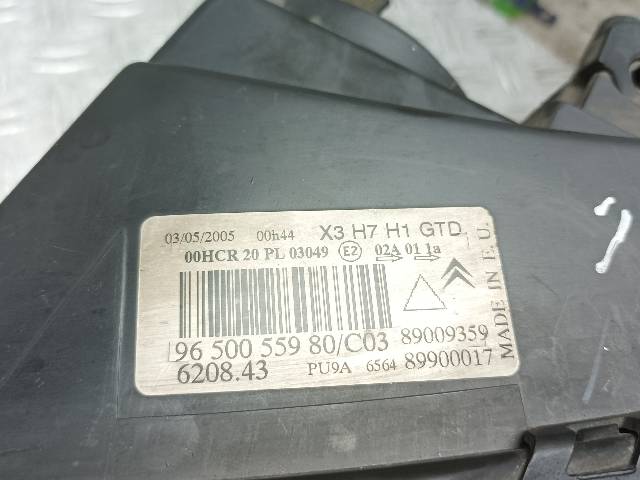 03/05/2005 00h44 X3 H7 H1 GTD
00HCR 20 PL 03049 E2 02A 01 1a
96 500 559 80/C03 89009359
6208.43 PU9A 6564 89900017
MADE IN E.U.